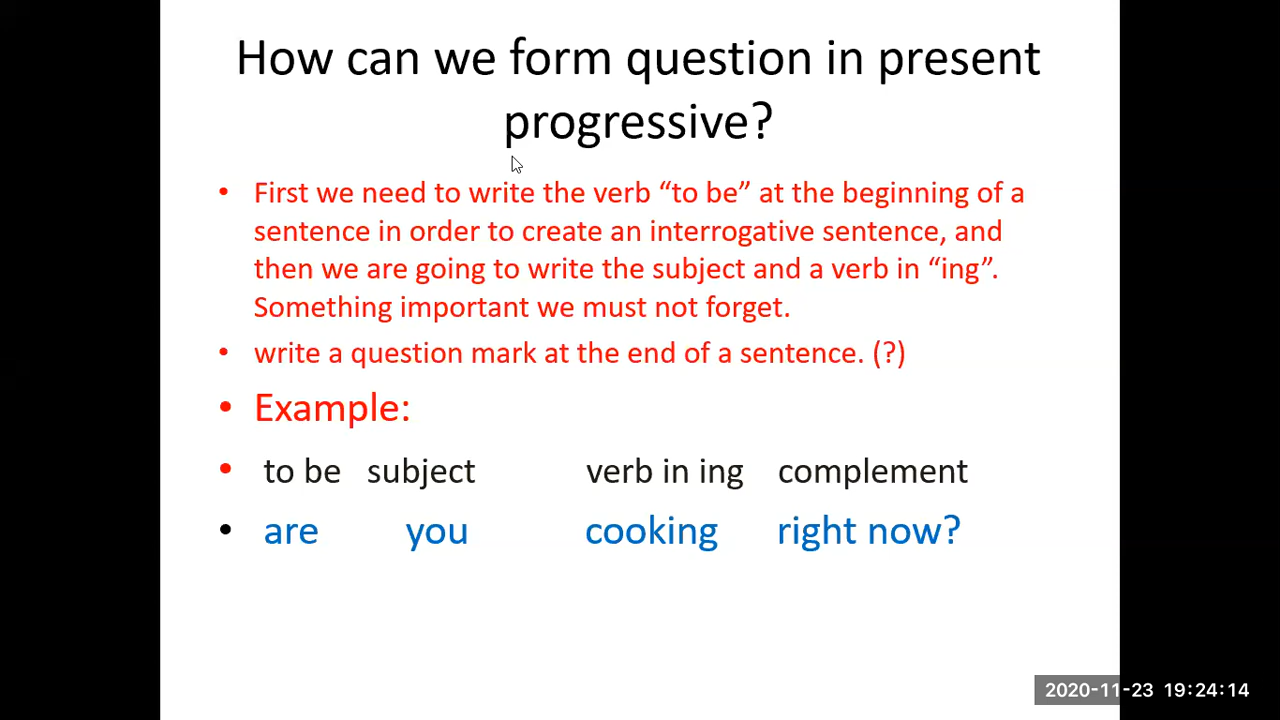 How can we form question in present
progressive?
• First we need to write the verb “to be” at the beginning of a
sentence in order to create an interrogative sentence, and
then we are going to write the subject and a verb in “ing”.
Something important we must not forget.
• write a question mark at the end of a sentence. (?)
• Example:
• to be subject verb in ing complement
• are you cooking right now?
2020-11-23 19:24:14